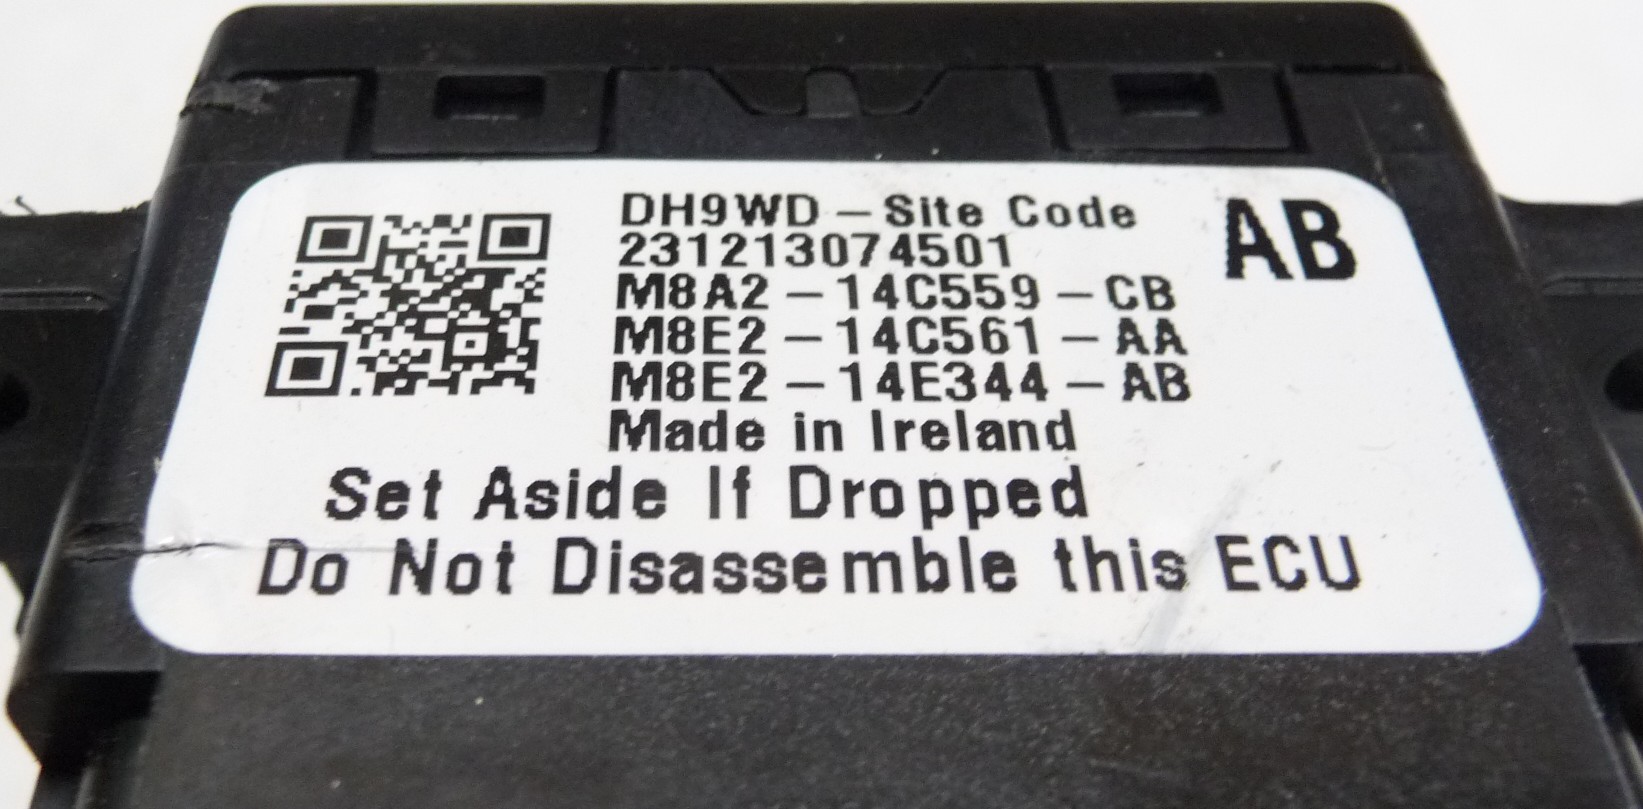 DH9WD - Site Code
AB
231213074501
M8A2 - 14C559 - CB
M8E2 - 14C561 - AA
M8E2 - 14E344 - AB
Made in Ireland
Set Aside If Dropped
Do Not Disassemble this ECU